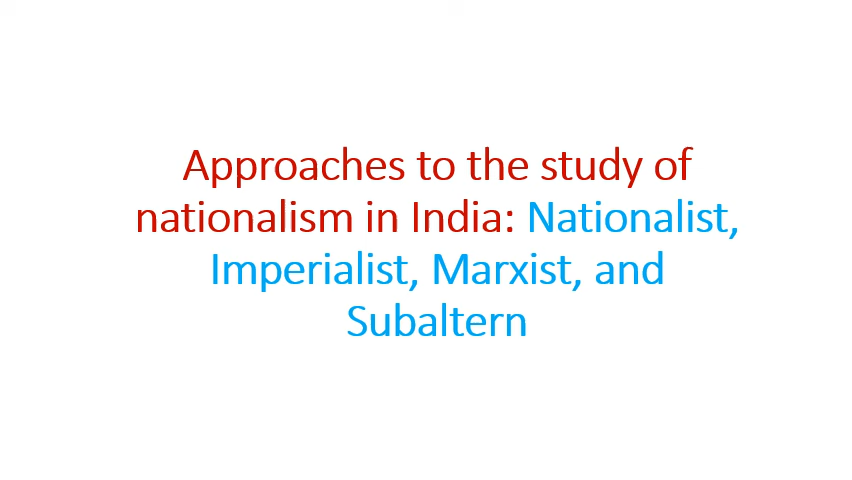 Approaches to the study of
nationalism in India: Nationalist,
Imperialist, Marxist, and
Subaltern